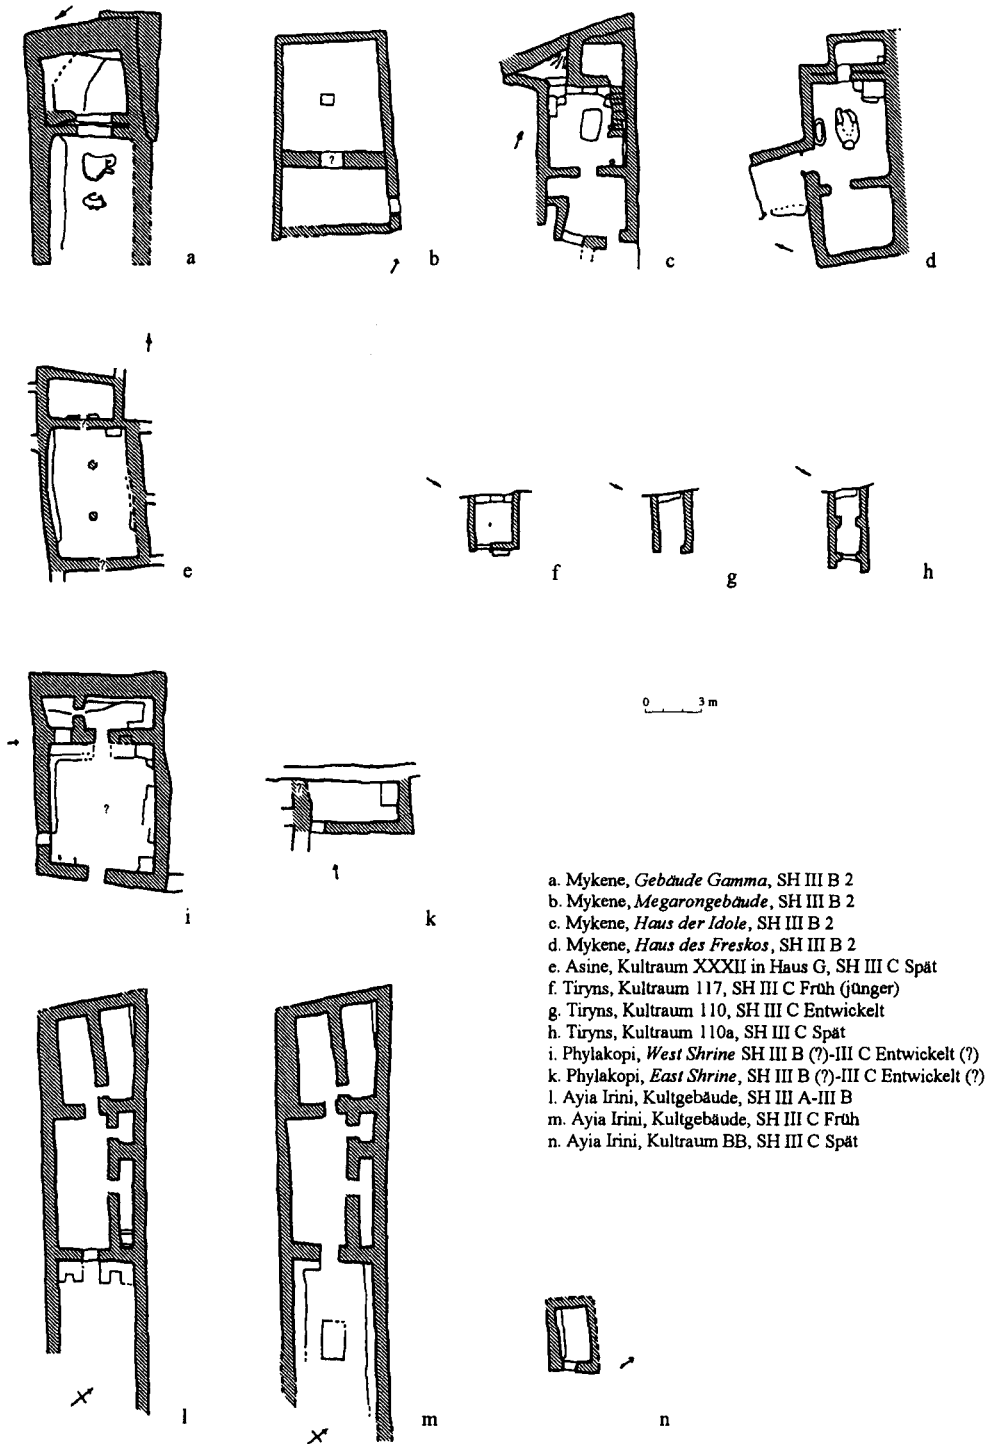 a
b
c
d
?
e
f
g
h
?
?
0 3 m
?
i
?
k
a. Mykene, Gebäude Gamma, SH III B 2
b. Mykene, Megarongebäude, SH III B 2
c. Mykene, Haus der Idole, SH III B 2
d. Mykene, Haus des Freskos, SH III B 2
e. Asine, Kultraum XXXII in Haus G, SH III C Spät
f. Tiryns, Kultraum 117, SH III C Früh (jünger)
g. Tiryns, Kultraum 110, SH III C Entwickelt
h. Tiryns, Kultraum 110a, SH III C Spät
i. Phylakopi, West Shrine SH III B (?)-III C Entwickelt (?)
k. Phylakopi, East Shrine, SH III B (?)-III C Entwickelt (?)
l. Ayia Irini, Kultgebäude, SH III A-III B
m. Ayia Irini, Kultgebäude, SH III C Früh
n. Ayia Irini, Kultraum BB, SH III C Spät
l
m
n